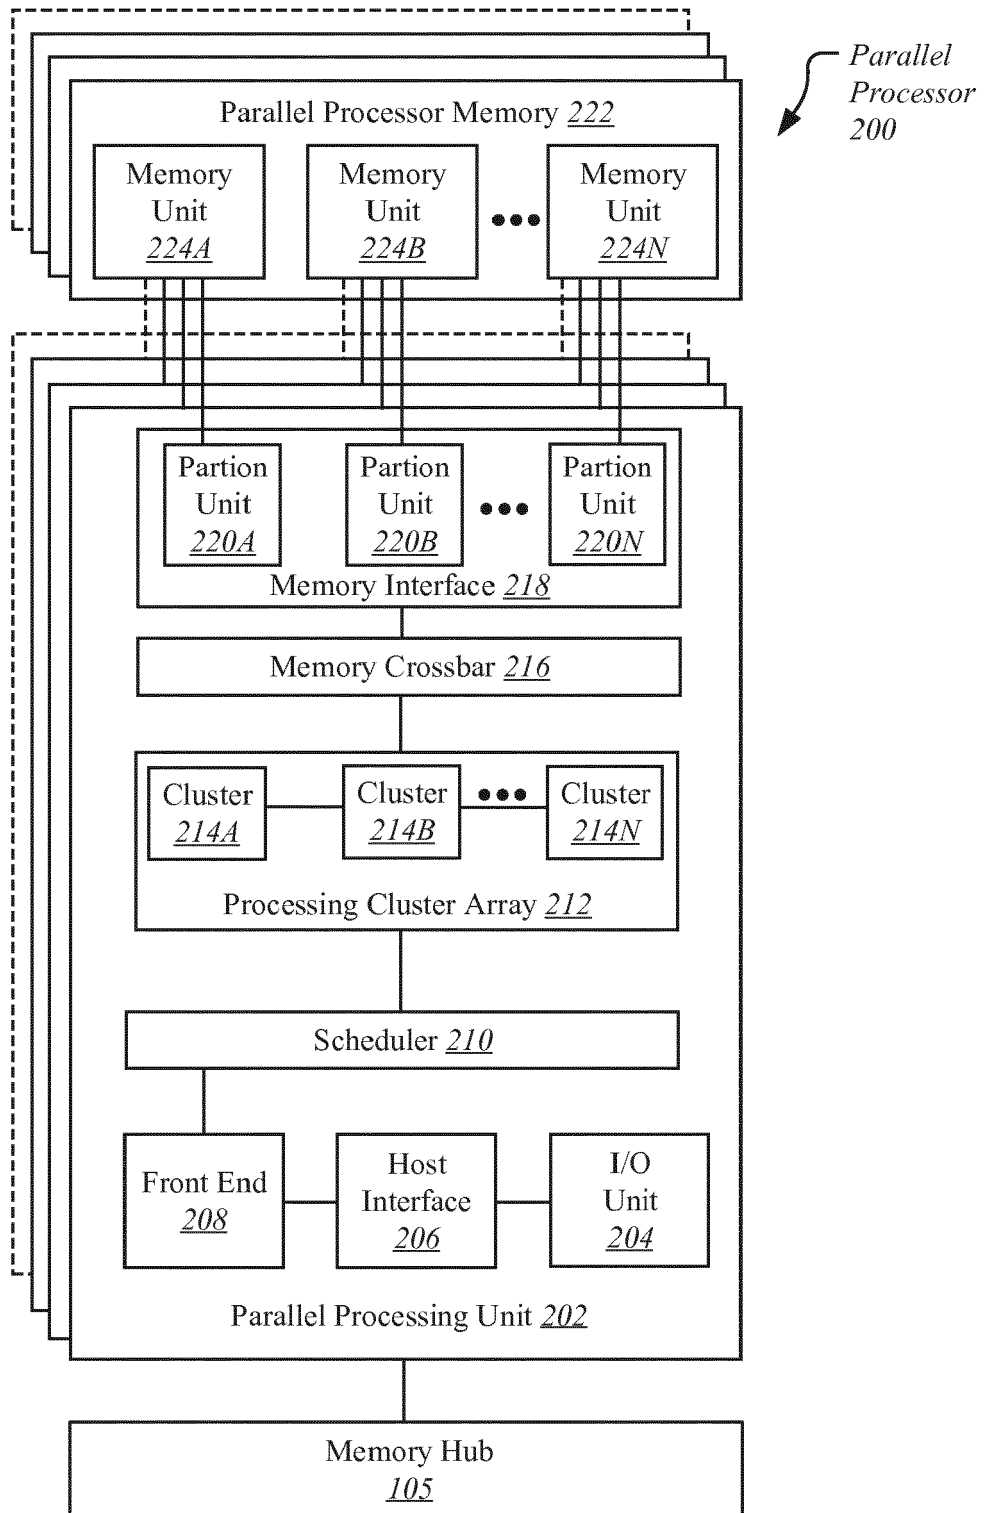 Parallel
Processor
200
Parallel Processor Memory 222
Memory
Unit
224A
Memory
Unit
224B
Memory
Unit
224N
Partion
Unit
220A
Partion
Unit
220B
Partion
Unit
220N
Memory Interface 218
Memory Crossbar 216
Cluster
214A
Cluster
214B
Cluster
214N
Processing Cluster Array 212
Scheduler 210
Front End
208
Host
Interface
206
I/O
Unit
204
Parallel Processing Unit 202
Memory Hub
105